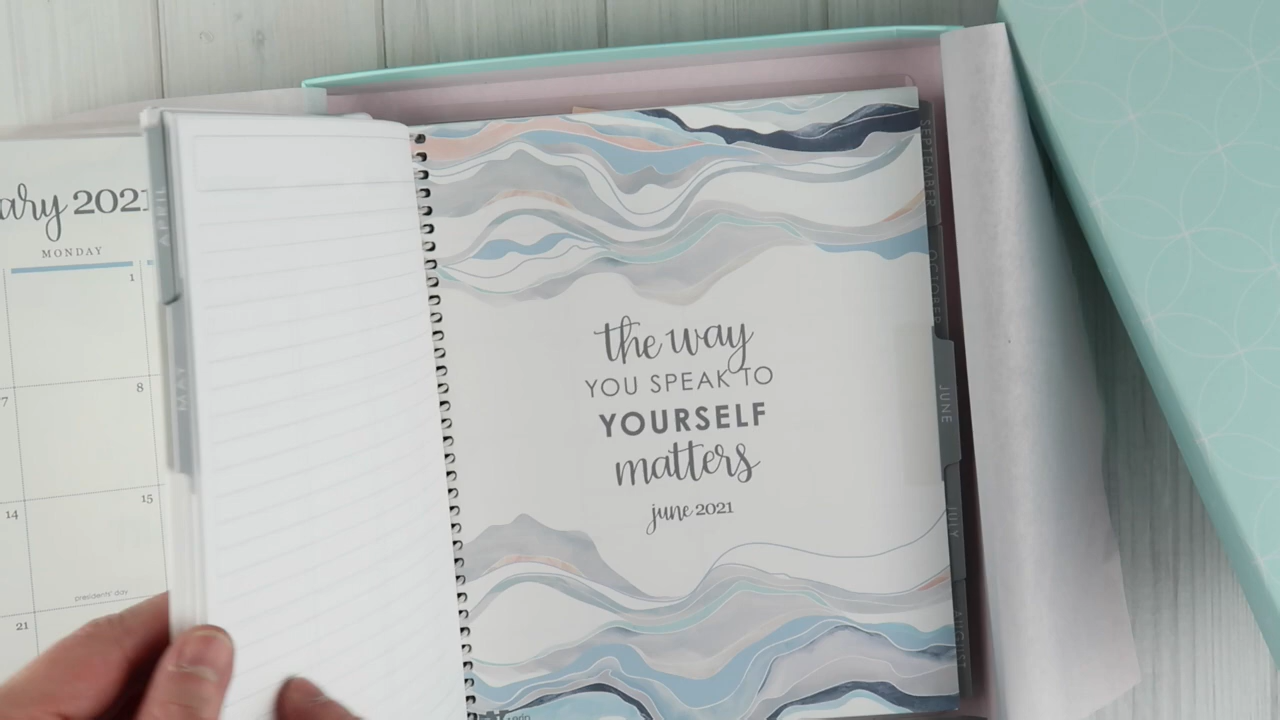 ary 2021
MONDAY
1
7
8
14
15
presidents' day
21
APRIL
MAY
the way
YOU SPEAK TO
YOURSELF
matters
june 2021
SEPTEMBER
OCTOBER
JUNE
JULY
AUGUST